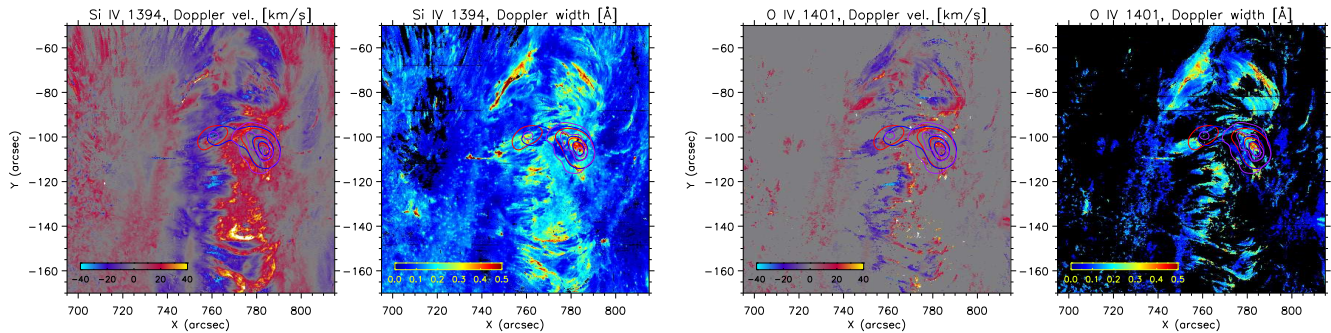 Si IV 1394, Doppler vel. [km/s]
Si IV 1394, Doppler width [Å]
O IV 1401, Doppler vel. [km/s]
O IV 1401, Doppler width [Å]
Y (arcsec)
-60
-80
-100
-120
-140
-160
-40 -20 0 20 40
700 720 740 760 780 800
X (arcsec)
-60
-80
-100
-120
-140
-160
0.0 0.1 0.2 0.3 0.4 0.5
700 720 740 760 780 800
X (arcsec)
Y (arcsec)
-60
-80
-100
-120
-140
-160
-40 -20 0 20 40
700 720 740 760 780 800
X (arcsec)
-60
-80
-100
-120
-140
-160
0.0 0.1 0.2 0.3 0.4 0.5
700 720 740 760 780 800
X (arcsec)